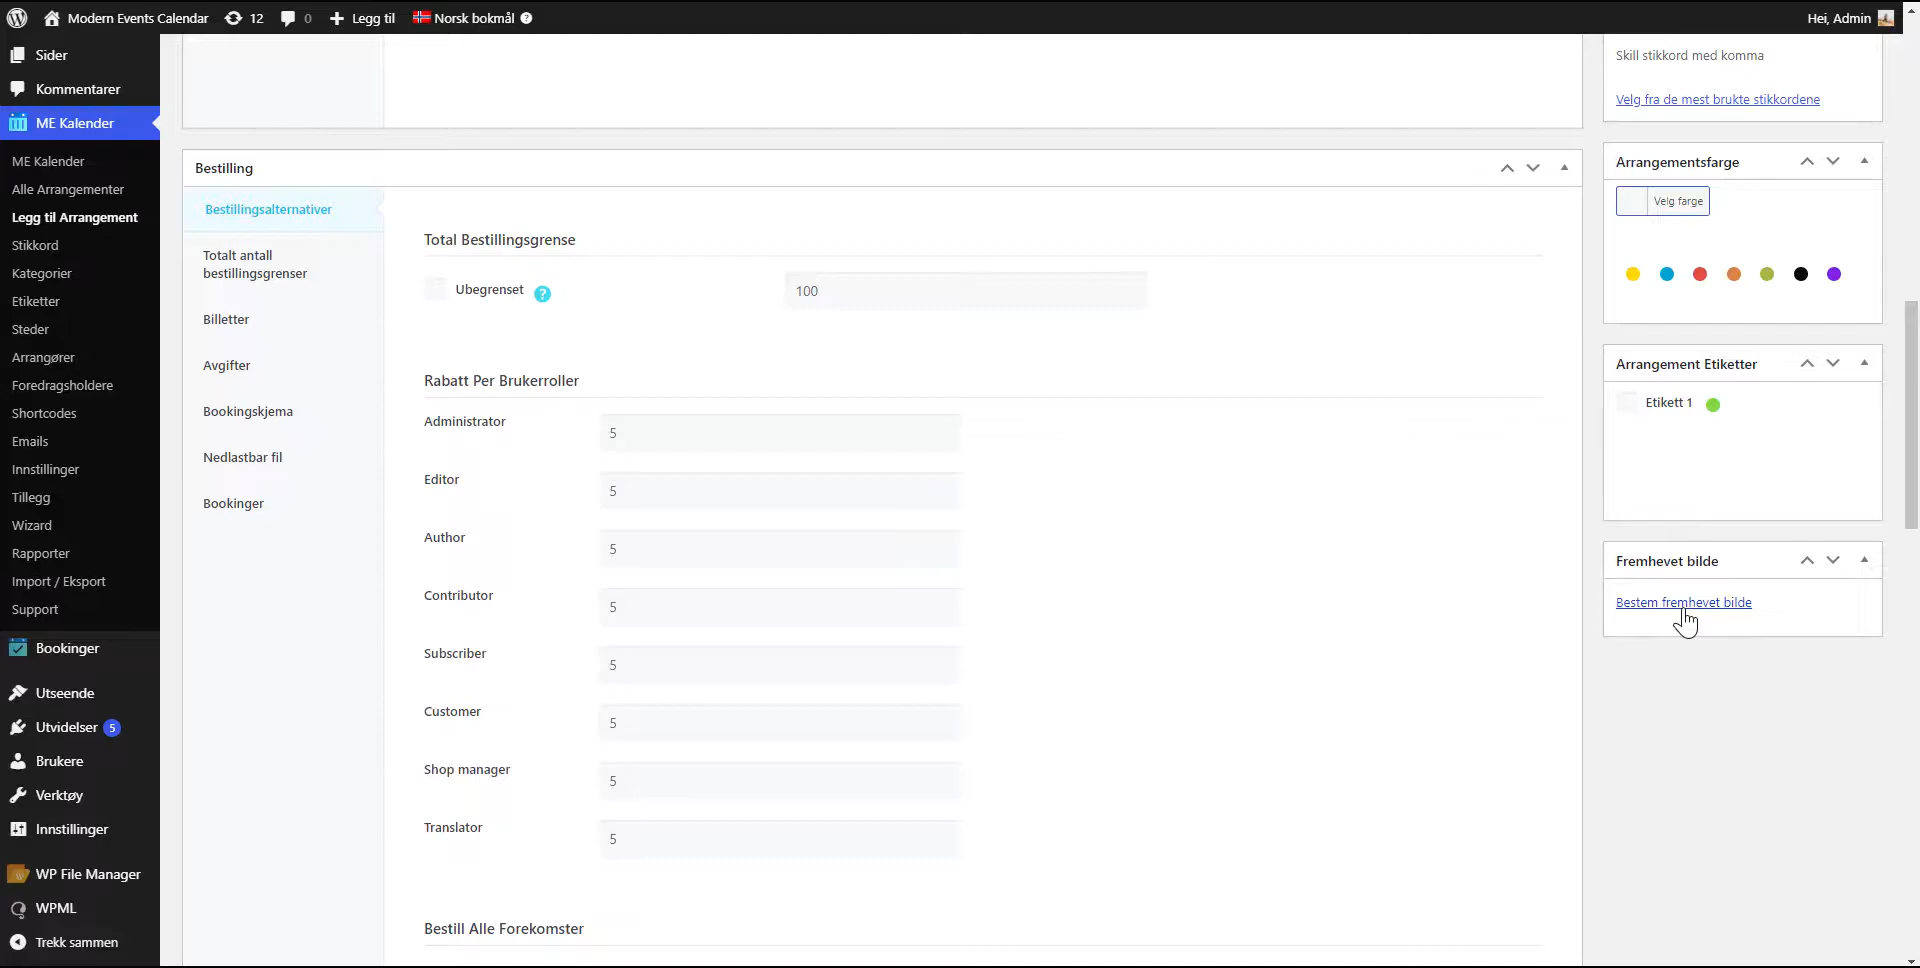 Modern Events Calendar 12 0 Legg til Norsk bokmål ? Hei, Admin
Sider
Kommentarer
ME Kalender
ME Kalender
Alle Arrangementer
Legg til Arrangement
Stikkord
Kategorier
Etiketter
Steder
Arrangører
Foredragsholdere
Shortcodes
Emails
Innstillinger
Tillegg
Wizard
Rapporter
Import / Eksport
Support
Bookinger
Utseende
Utvidelser 5
Brukere
Verktøy
Innstillinger
WP File Manager
WPML
Trekk sammen
Bestilling
Bestillingsalternativer
Totalt antall
bestillingsgrenser
Billetter
Avgifter
Bookingskjema
Nedlastbar fil
Bookinger
Total Bestillingsgrense
Ubegrenset ? 100
Rabatt Per Brukerroller
Administrator 5
Editor 5
Author 5
Contributor 5
Subscriber 5
Customer 5
Shop manager 5
Translator 5
Bestill Alle Forekomster
Skill stikkord med komma
Velg fra de mest brukte stikkordene
Arrangementsfarge
Velg farge
Arrangement Etiketter
Etikett 1
Fremhevet bilde
Bestem fremhevet bilde